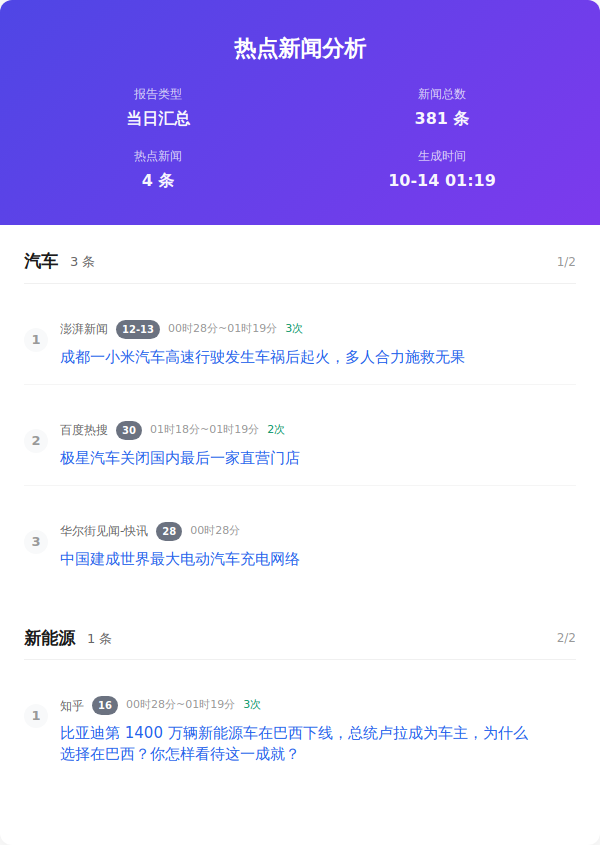 热点新闻分析
报告类型
新闻总数
当日汇总
381 条
热点新闻
生成时间
4 条
10-14 01:19
汽车 3 条 1/2
1
澎湃新闻 12-13 00时28分~01时19分 3次
成都一小米汽车高速行驶发生车祸后起火，多人合力施救无果
2
百度热搜 30 01时18分~01时19分 2次
极星汽车关闭国内最后一家直营门店
3
华尔街见闻-快讯 28 00时28分
中国建成世界最大电动汽车充电网络
新能源 1 条 2/2
1
知乎 16 00时28分~01时19分 3次
比亚迪第 1400 万辆新能源车在巴西下线，总统卢拉成为车主，为什么
选择在巴西？你怎样看待这一成就？